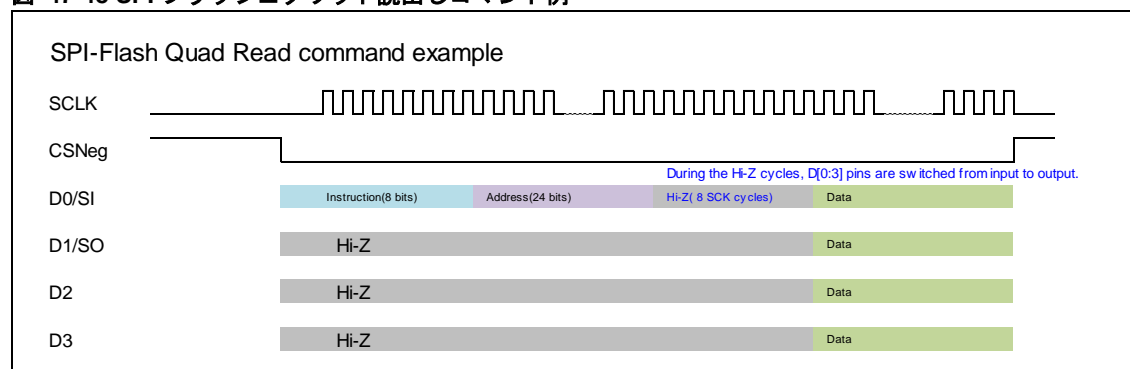 SPI-Flash Quad Read command example
SCLK
CSNeg
During the Hi-Z cycles, D[0:3] pins are switched from input to output.
D0/SI Instruction(8 bits) Address(24 bits) Hi-Z( 8 SCK cycles) Data
D1/SO Hi-Z Data
D2 Hi-Z Data
D3 Hi-Z Data